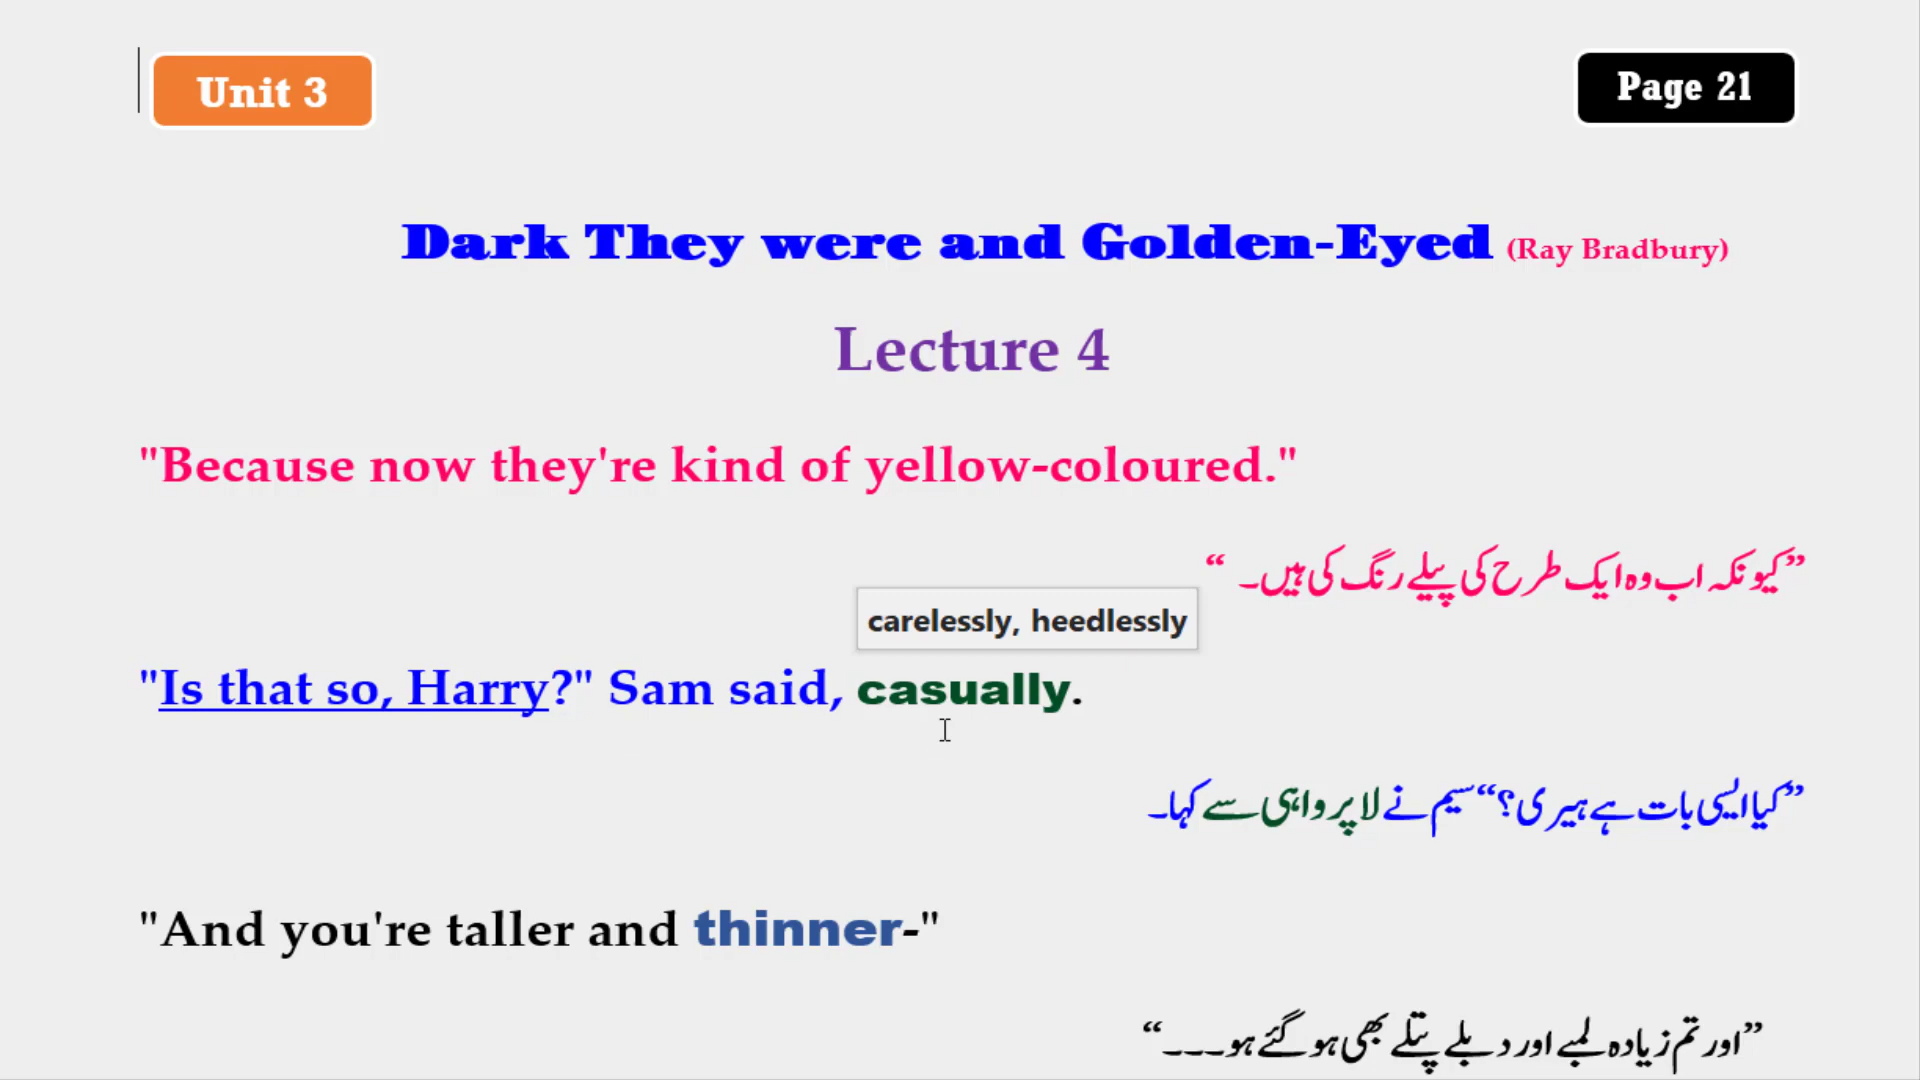 Unit 3
Page 21
Dark They were and Golden-Eyed (Ray Bradbury)
Lecture 4
"Because now they're kind of yellow-coloured."
”کیونکہ اب وہ ایک طرح کی پیلے رنگ کی ہیں۔ “
carelessly, heedlessly
"Is that so, Harry?" Sam said, casually.
”کیا ایسی بات ہے ہیری؟“ سیم نے لاپرواہی سے کہا۔
"And you're taller and thinner-"
”اور تم زیادہ لمبے اور دبلے پتلے بھی ہو گئے ہو۔۔۔“